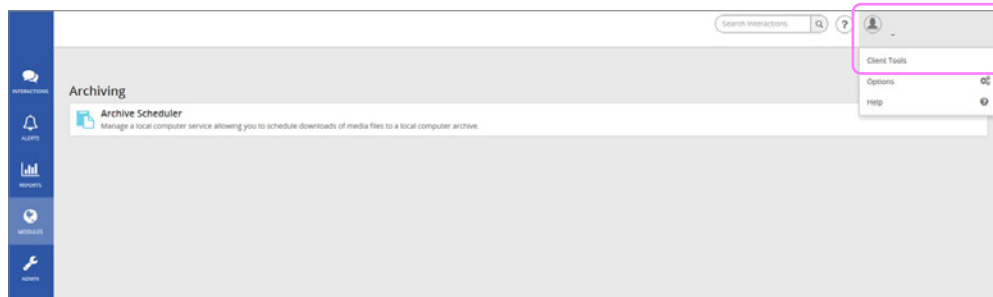 Search Interactions
?
Client Tools
Options
Help
INTERACTIONS
ALERTS
REPORTS
MODULES
ADMIN
Archiving
Archive Scheduler
Manage a local computer service allowing you to schedule downloads of media files to a local computer archive.